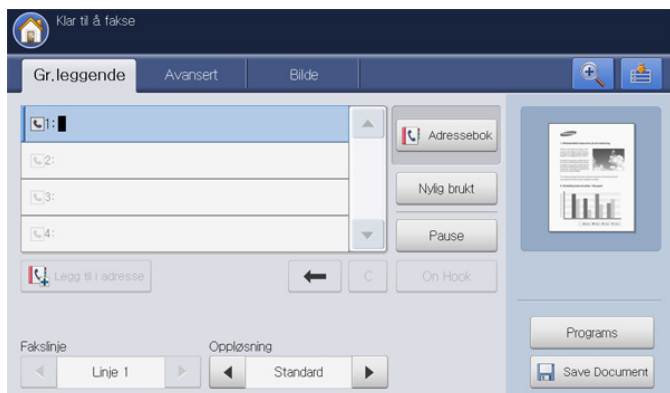 Klar til å fakse
Gr.leggende
Avansert
Bilde
1:
2:
3:
4:
Adressebok
Nylig brukt
Pause
Legg til i adresse
C
On Hook
Fakslinje
Linje 1
Oppløsning
Standard
Programs
Save Document